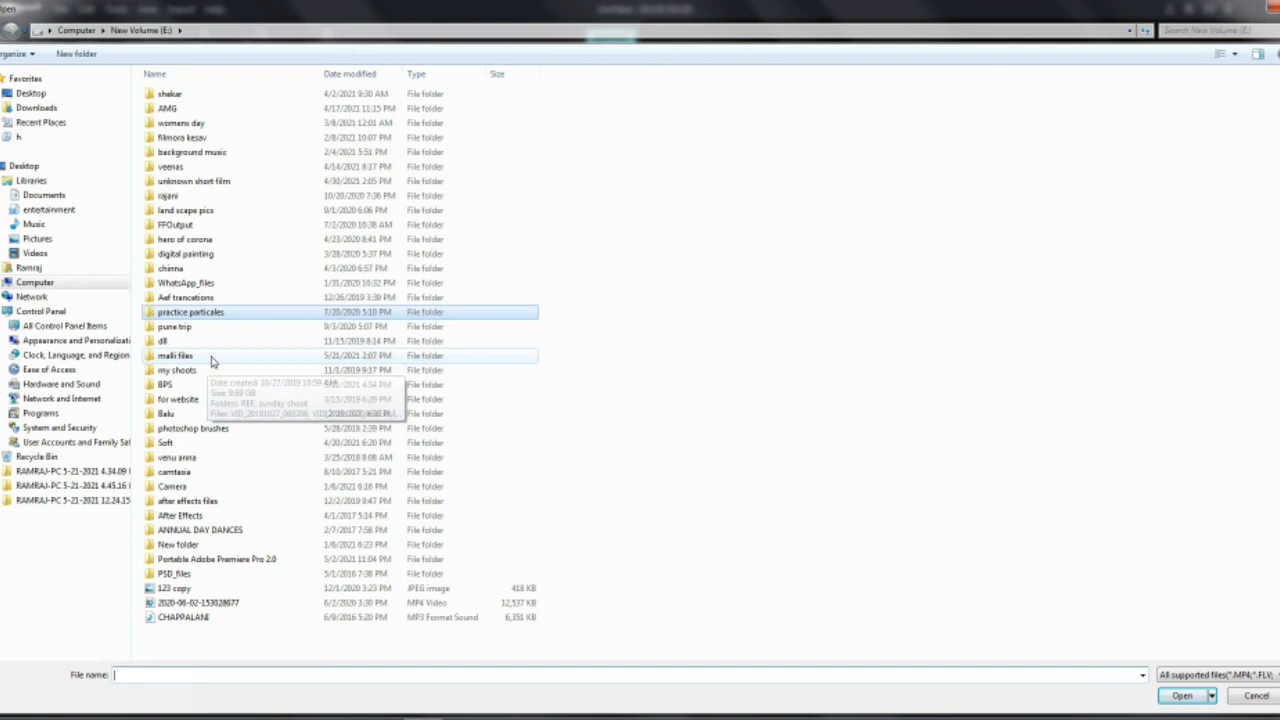 Open
Computer ▸ New Volume (E:) ▸
Search New Volume (E:)
rganize
New folder
Name Date modified Type Size
Favorites
Desktop
Downloads
Recent Places
h
Desktop
Libraries
Documents
entertainment
Music
Pictures
Videos
Ramraj
Computer
Network
Control Panel
All Control Panel Items
Appearance and Personalizati
Clock, Language, and Region
Ease of Access
Hardware and Sound
Network and Internet
Programs
System and Security
User Accounts and Family Saf
Recycle Bin
RAMRAJ-PC 5-21-2021 4.34.09
RAMRAJ-PC 5-21-2021 4.45.16
RAMRAJ-PC 5-21-2021 12.24.15
shekar 4/2/2021 9:30 AM File folder
AMG 4/17/2021 11:15 PM File folder
womens day 3/8/2021 12:01 AM File folder
filmora kesav 2/8/2021 10:07 PM File folder
background music 2/4/2021 5:51 PM File folder
veenas 4/14/2021 8:17 PM File folder
unknown short film 4/30/2021 2:05 PM File folder
rajani 10/20/2020 7:36 PM File folder
land scape pics 9/1/2020 6:06 PM File folder
FFOutput 7/2/2020 10:38 AM File folder
hero of corona 4/23/2020 8:41 PM File folder
digital painting 3/28/2020 5:37 PM File folder
chinna 4/3/2020 6:57 PM File folder
WhatsApp_files 1/31/2020 10:32 PM File folder
Aef trancations 12/26/2019 3:39 PM File folder
practice particales 7/20/2020 5:10 PM File folder
pune trip 9/3/2020 5:07 PM File folder
dll 11/15/2019 9:14 PM File folder
malli files 5/21/2021 2:07 PM File folder
my shoots 11/1/2019 9:17 PM File folder
BPS 4:54 PM File folder
for website File folder
Balu File folder
Date created: 10/27/2019 10:59 AM
Size: 9.69 GB
Folders: REF, sunday shoot
photoshop brushes 5/28/2018 2:39 PM File folder
Soft 4/20/2021 6:20 PM File folder
venu anna 3/25/2018 8:08 AM File folder
camtasia 8/10/2017 5:21 PM File folder
Camera 1/6/2021 6:16 PM File folder
after effects files 12/2/2019 9:47 PM File folder
After Effects 4/1/2017 5:14 PM File folder
ANNUAL DAY DANCES 2/7/2017 7:58 PM File folder
New folder 1/6/2021 6:23 PM File folder
Portable Adobe Premiere Pro 2.0 5/2/2021 11:04 PM File folder
PSD_files 5/1/2016 7:38 PM File folder
123 copy 12/1/2020 3:23 PM JPEG image 418 KB
2020-06-02-153028677 6/2/2020 3:30 PM MP4 Video 12,537 KB
CHAPPALANI 6/9/2016 5:20 PM MP3 Format Sound 6,351 KB
File name:
All supported files(*.MP4;*.FLV;
Open
Cancel